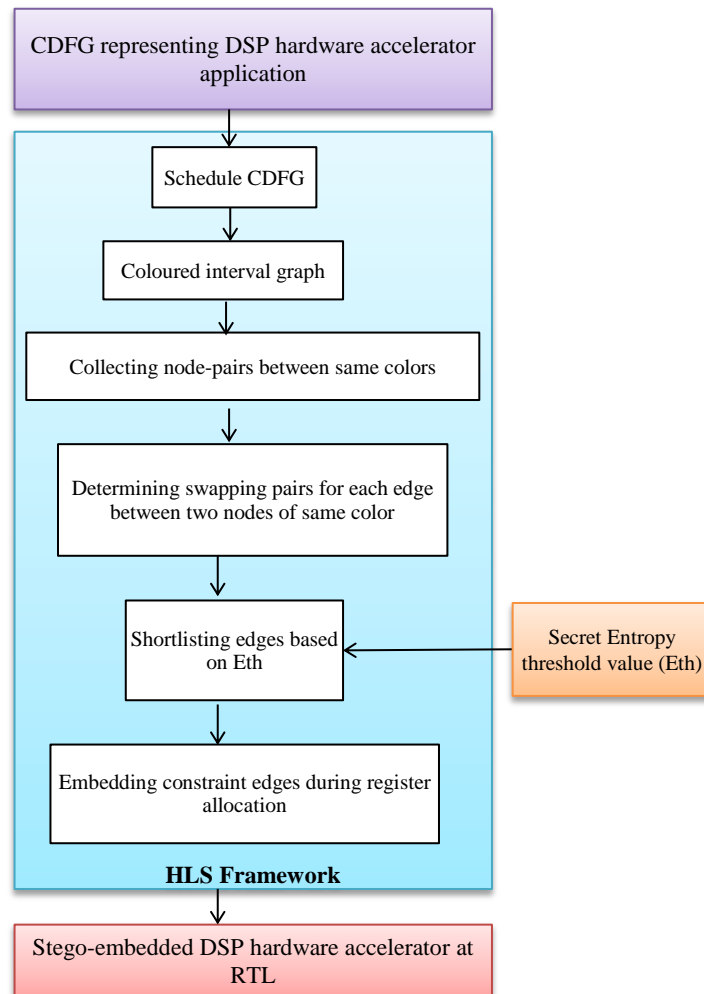 CDFG representing DSP hardware accelerator
application
Schedule CDFG
Coloured interval graph
Collecting node-pairs between same colors
Determining swapping pairs for each edge
between two nodes of same color
Shortlisting edges based
on Eth
Secret Entropy
threshold value (Eth)
Embedding constraint edges during register
allocation
HLS Framework
Stego-embedded DSP hardware accelerator at
RTL